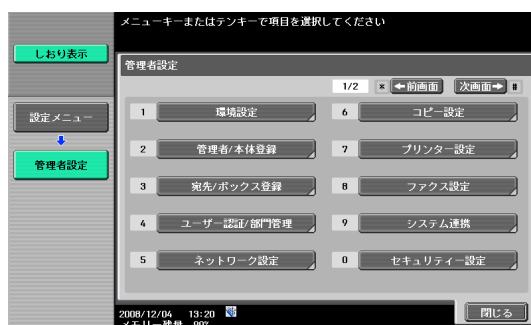 メニューキーまたはテンキーで項目を選択してください
しおり表示
管理者設定
1/2 * ←前画面 次画面→ #
設定メニュー
管理者設定
1 環境設定
2 管理者/本体登録
3 宛先/ボックス登録
4 ユーザー認証/部門管理
5 ネットワーク設定
6 コピー設定
7 プリンター設定
8 ファクス設定
9 システム連携
0 セキュリティー設定
2008/12/04 13:20
メモリー残量 99%
閉じる